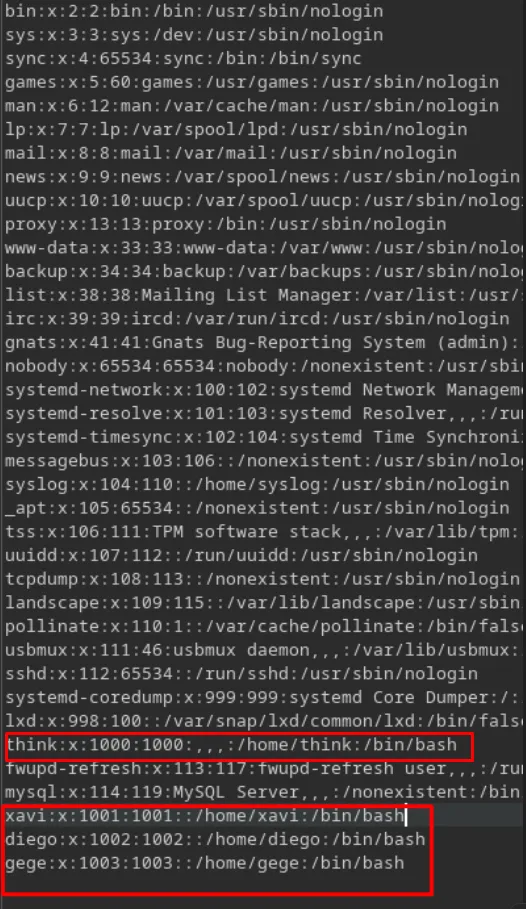 bin:x:2:2:bin:/bin:/usr/sbin/nologin
sys:x:3:3:sys:/dev:/usr/sbin/nologin
sync:x:4:65534:sync:/bin:/bin/sync
games:x:5:60:games:/usr/games:/usr/sbin/nologin
man:x:6:12:man:/var/cache/man:/usr/sbin/nologin
lp:x:7:7:lp:/var/spool/lpd:/usr/sbin/nologin
mail:x:8:8:mail:/var/mail:/usr/sbin/nologin
news:x:9:9:news:/var/spool/news:/usr/sbin/nologin
uucp:x:10:10:uucp:/var/spool/uucp:/usr/sbin/nolog
proxy:x:13:13:proxy:/bin:/usr/sbin/nologin
www-data:x:33:33:www-data:/var/www:/usr/sbin/nolo
backup:x:34:34:backup:/var/backups:/usr/sbin/nolo
list:x:38:38:Mailing List Manager:/var/list:/usr/
irc:x:39:39:ircd:/var/run/ircd:/usr/sbin/nologin
gnats:x:41:41:Gnats Bug-Reporting System (admin):
nobody:x:65534:65534:nobody:/nonexistent:/usr/sbi
systemd-network:x:100:102:systemd Network Managem
systemd-resolve:x:101:103:systemd Resolver,,,:/ru
systemd-timesync:x:102:104:systemd Time Synchroni
messagebus:x:103:106::/nonexistent:/usr/sbin/nolo
syslog:x:104:110::/home/syslog:/usr/sbin/nologin
_apt:x:105:65534::/nonexistent:/usr/sbin/nologin
tss:x:106:111:TPM software stack,,,:/var/lib/tpm:
uuidd:x:107:112::/run/uuidd:/usr/sbin/nologin
tcpdump:x:108:113::/nonexistent:/usr/sbin/nologin
landscape:x:109:115::/var/lib/landscape:/usr/sbin
pollinate:x:110:1::/var/cache/pollinate:/bin/fals
usbmux:x:111:46:usbmux daemon,,,:/var/lib/usbmux:
sshd:x:112:65534::/run/sshd:/usr/sbin/nologin
systemd-coredump:x:999:999:systemd Core Dumper:/:
lxd:x:998:100::/var/snap/lxd/common/lxd:/bin/fals
think:x:1000:1000:,,,:/home/think:/bin/bash
fwupd-refresh:x:113:117:fwupd-refresh user,,,:/ru
mysql:x:114:119:MySQL Server,,,:/nonexistent:/bin
xavi:x:1001:1001::/home/xavi:/bin/bash
diego:x:1002:1002::/home/diego:/bin/bash
gege:x:1003:1003::/home/gege:/bin/bash